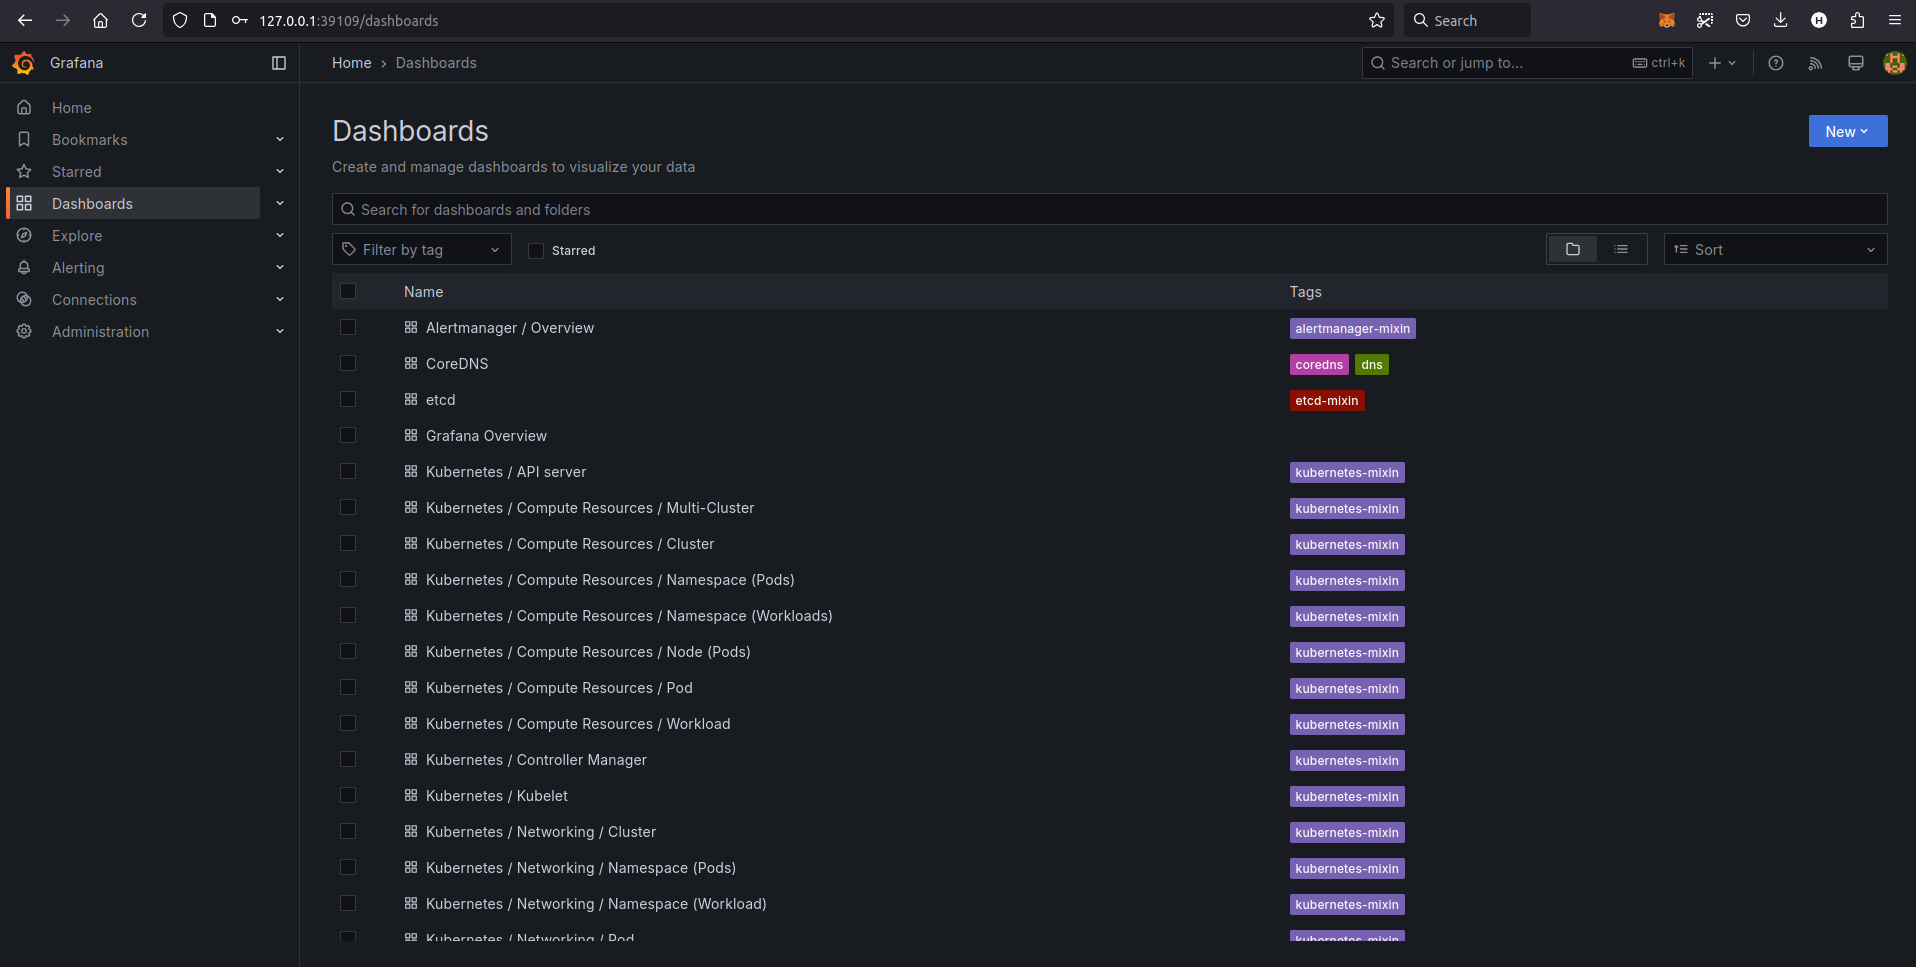 127.0.0.1:39109/dashboards
Search
H
Grafana
Home › Dashboards
Search or jump to...
ctrl+k
Home
Bookmarks
Starred
Dashboards
Explore
Alerting
Connections
Administration
Dashboards
New
Create and manage dashboards to visualize your data
Search for dashboards and folders
Filter by tag
Starred
Sort
Name Tags
Alertmanager / Overview alertmanager-mixin
CoreDNS coredns dns
etcd etcd-mixin
Grafana Overview
Kubernetes / API server kubernetes-mixin
Kubernetes / Compute Resources / Multi-Cluster kubernetes-mixin
Kubernetes / Compute Resources / Cluster kubernetes-mixin
Kubernetes / Compute Resources / Namespace (Pods) kubernetes-mixin
Kubernetes / Compute Resources / Namespace (Workloads) kubernetes-mixin
Kubernetes / Compute Resources / Node (Pods) kubernetes-mixin
Kubernetes / Compute Resources / Pod kubernetes-mixin
Kubernetes / Compute Resources / Workload kubernetes-mixin
Kubernetes / Controller Manager kubernetes-mixin
Kubernetes / Kubelet kubernetes-mixin
Kubernetes / Networking / Cluster kubernetes-mixin
Kubernetes / Networking / Namespace (Pods) kubernetes-mixin
Kubernetes / Networking / Namespace (Workload) kubernetes-mixin
Kubernetes / Networking / Pod kubernetes-mixin